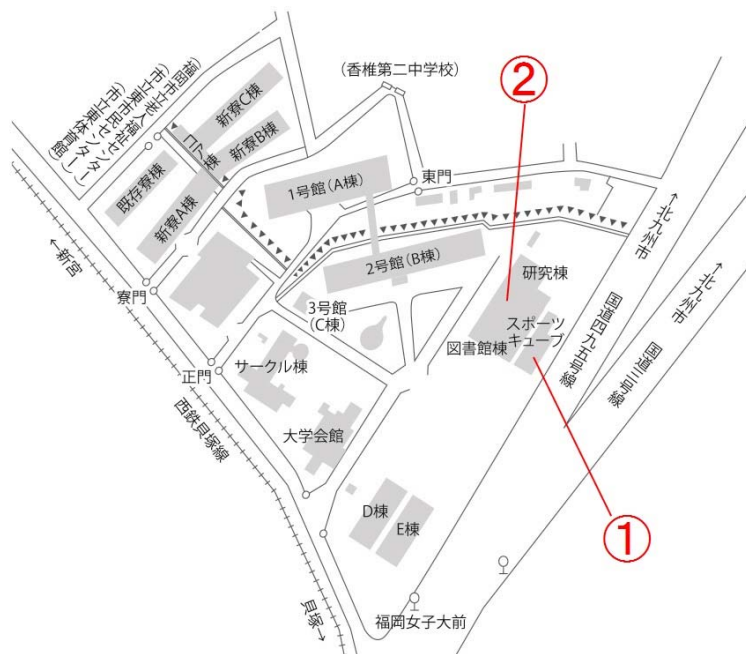 （香椎第二中学校）
②
福岡市立老人福祉センター
（市立東市民センター）
（市立東体育館）
新寮C棟
コア棟
新寮B棟
既存寮棟
新寮A棟
1号館（A棟）
東門
←新宮
2号館（B棟）
研究棟
←北九州市
←北九州市
寮門
3号館
（C棟）
スポーツ
キューブ
図書館棟
国道四九五号線
国道三号線
正門
サークル棟
西鉄貝塚線
大学会館
D棟
E棟
①
福岡女子大前
貝塚→